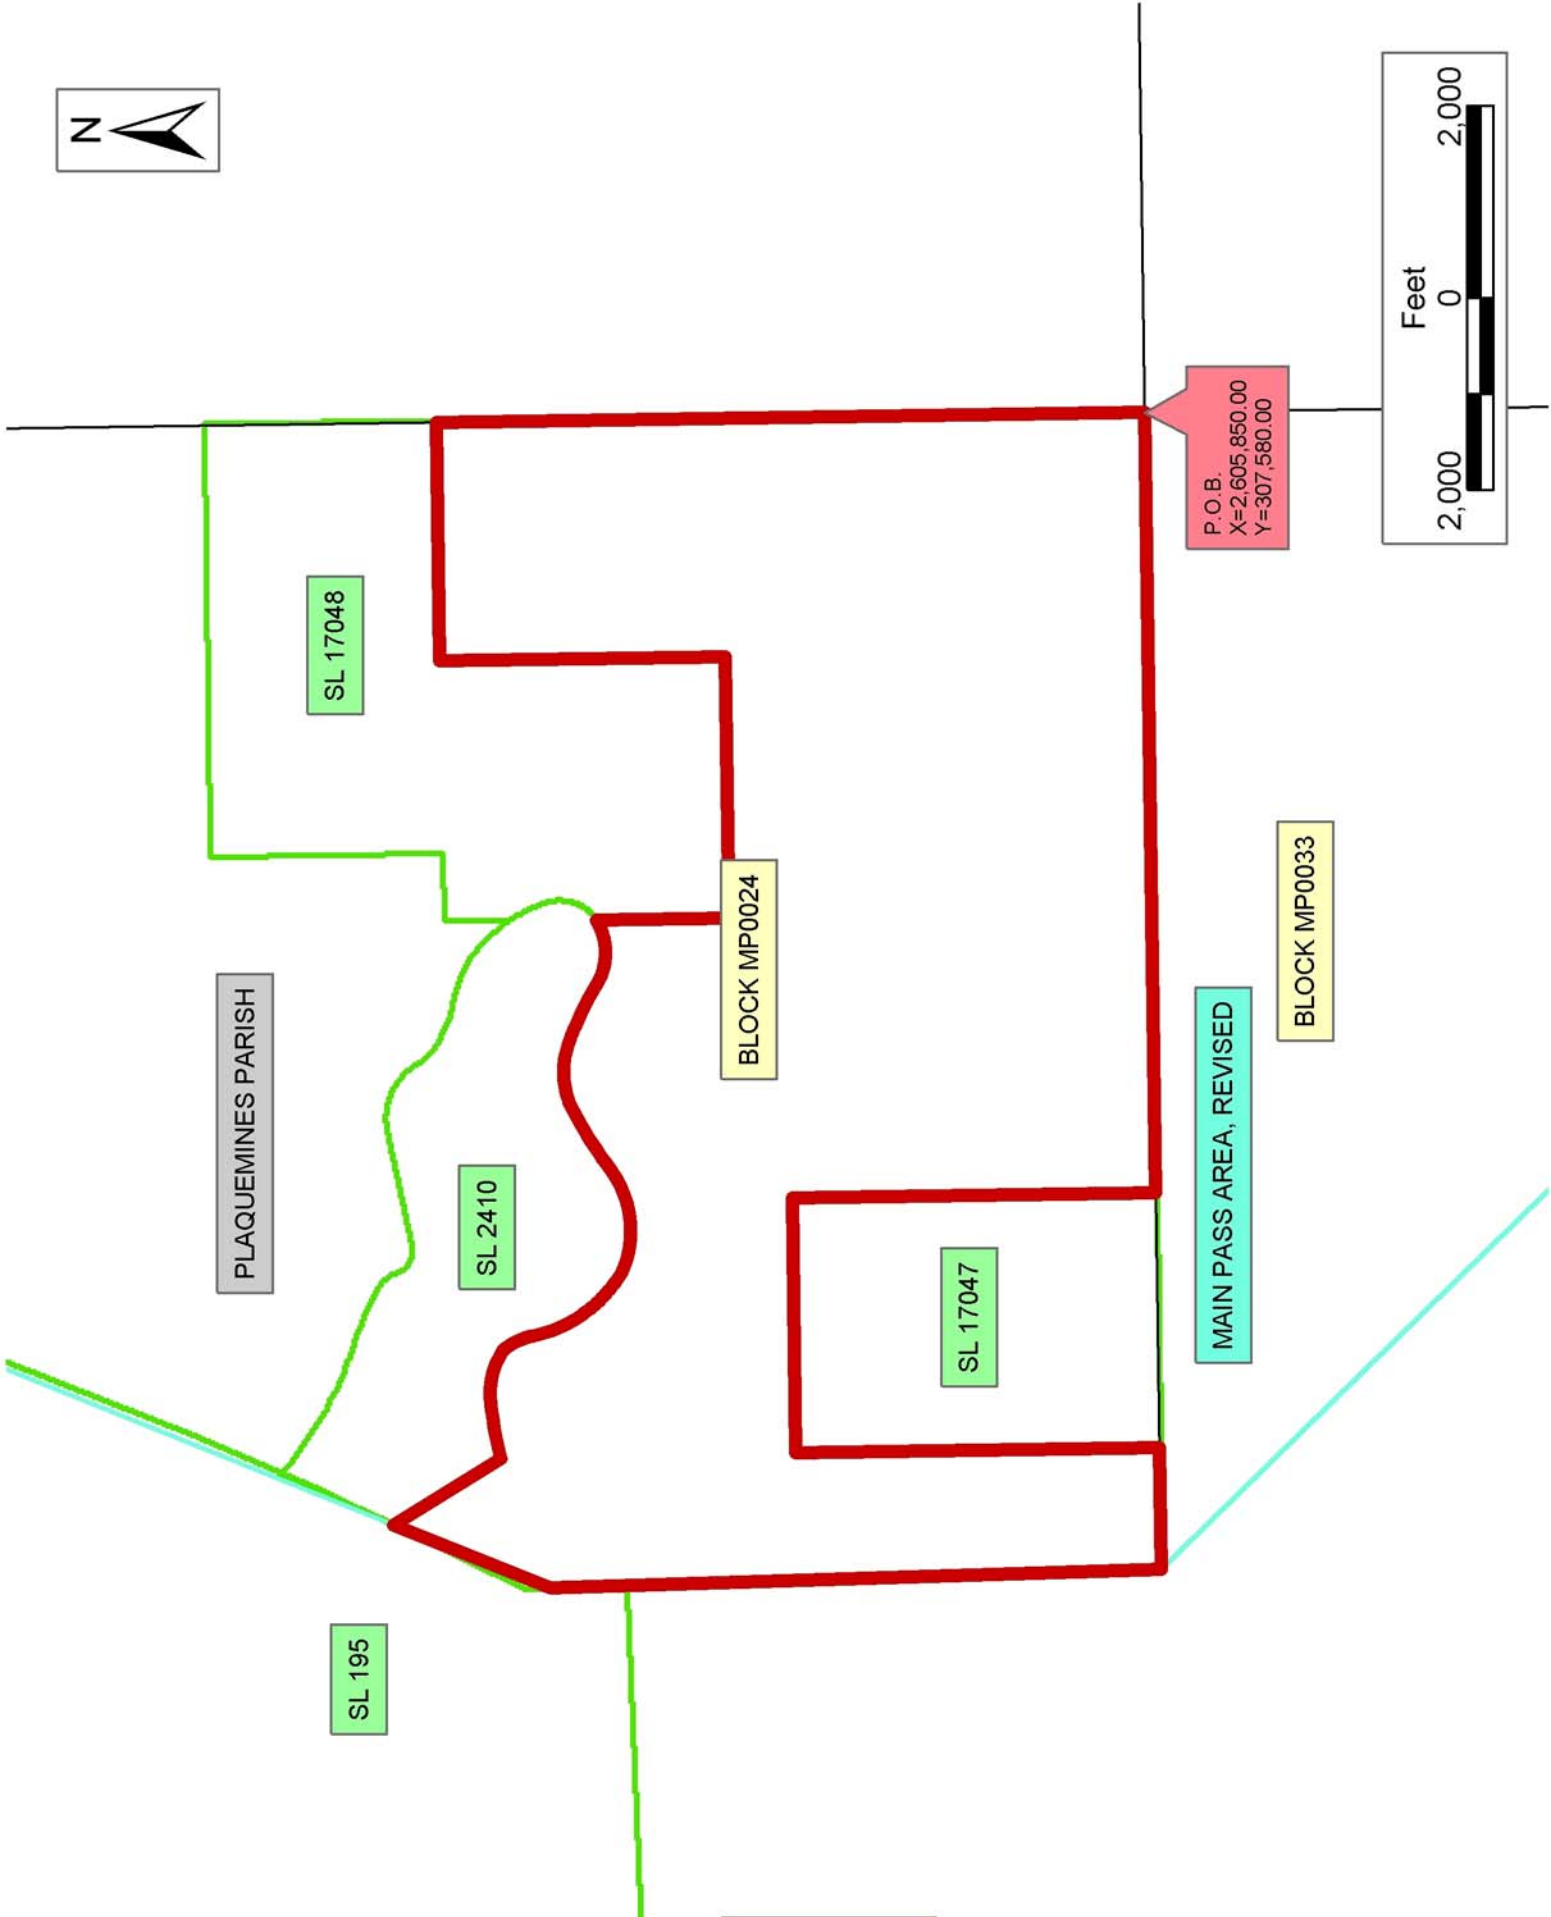 N
SL 17048
PLAQUEMINES PARISH
SL 2410
SL 195
BLOCK MP0024
SL 17047
MAIN PASS AREA, REVISED
BLOCK MP0033
P.O.B.
X=2,605,850.00
Y=307,580.00
Feet
2,000 0 2,000